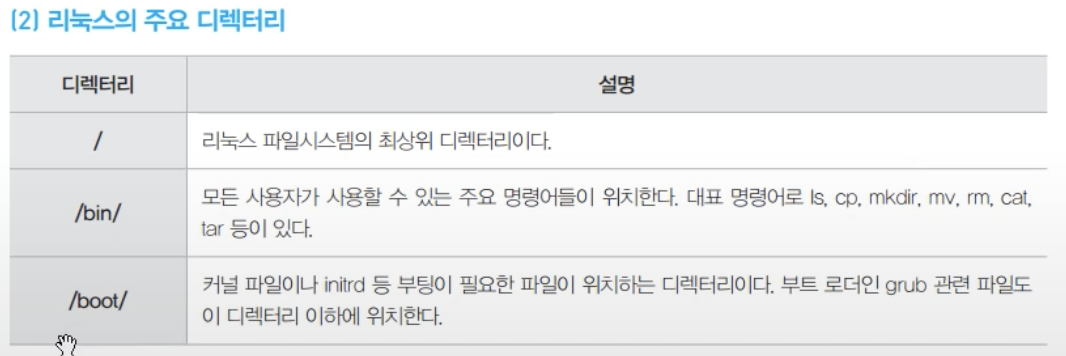 (2) 리눅스의 주요 디렉터리
디렉터리 설명
/ 리눅스 파일시스템의 최상위 디렉터리이다.
/bin/ 모든 사용자가 사용할 수 있는 주요 명령어들이 위치한다. 대표 명령어로 ls, cp, mkdir, mv, rm, cat,
tar 등이 있다.
/boot/ 커널 파일이나 initrd 등 부팅이 필요한 파일이 위치하는 디렉터리이다. 부트 로더인 grub 관련 파일도
이 디렉터리 이하에 위치한다.